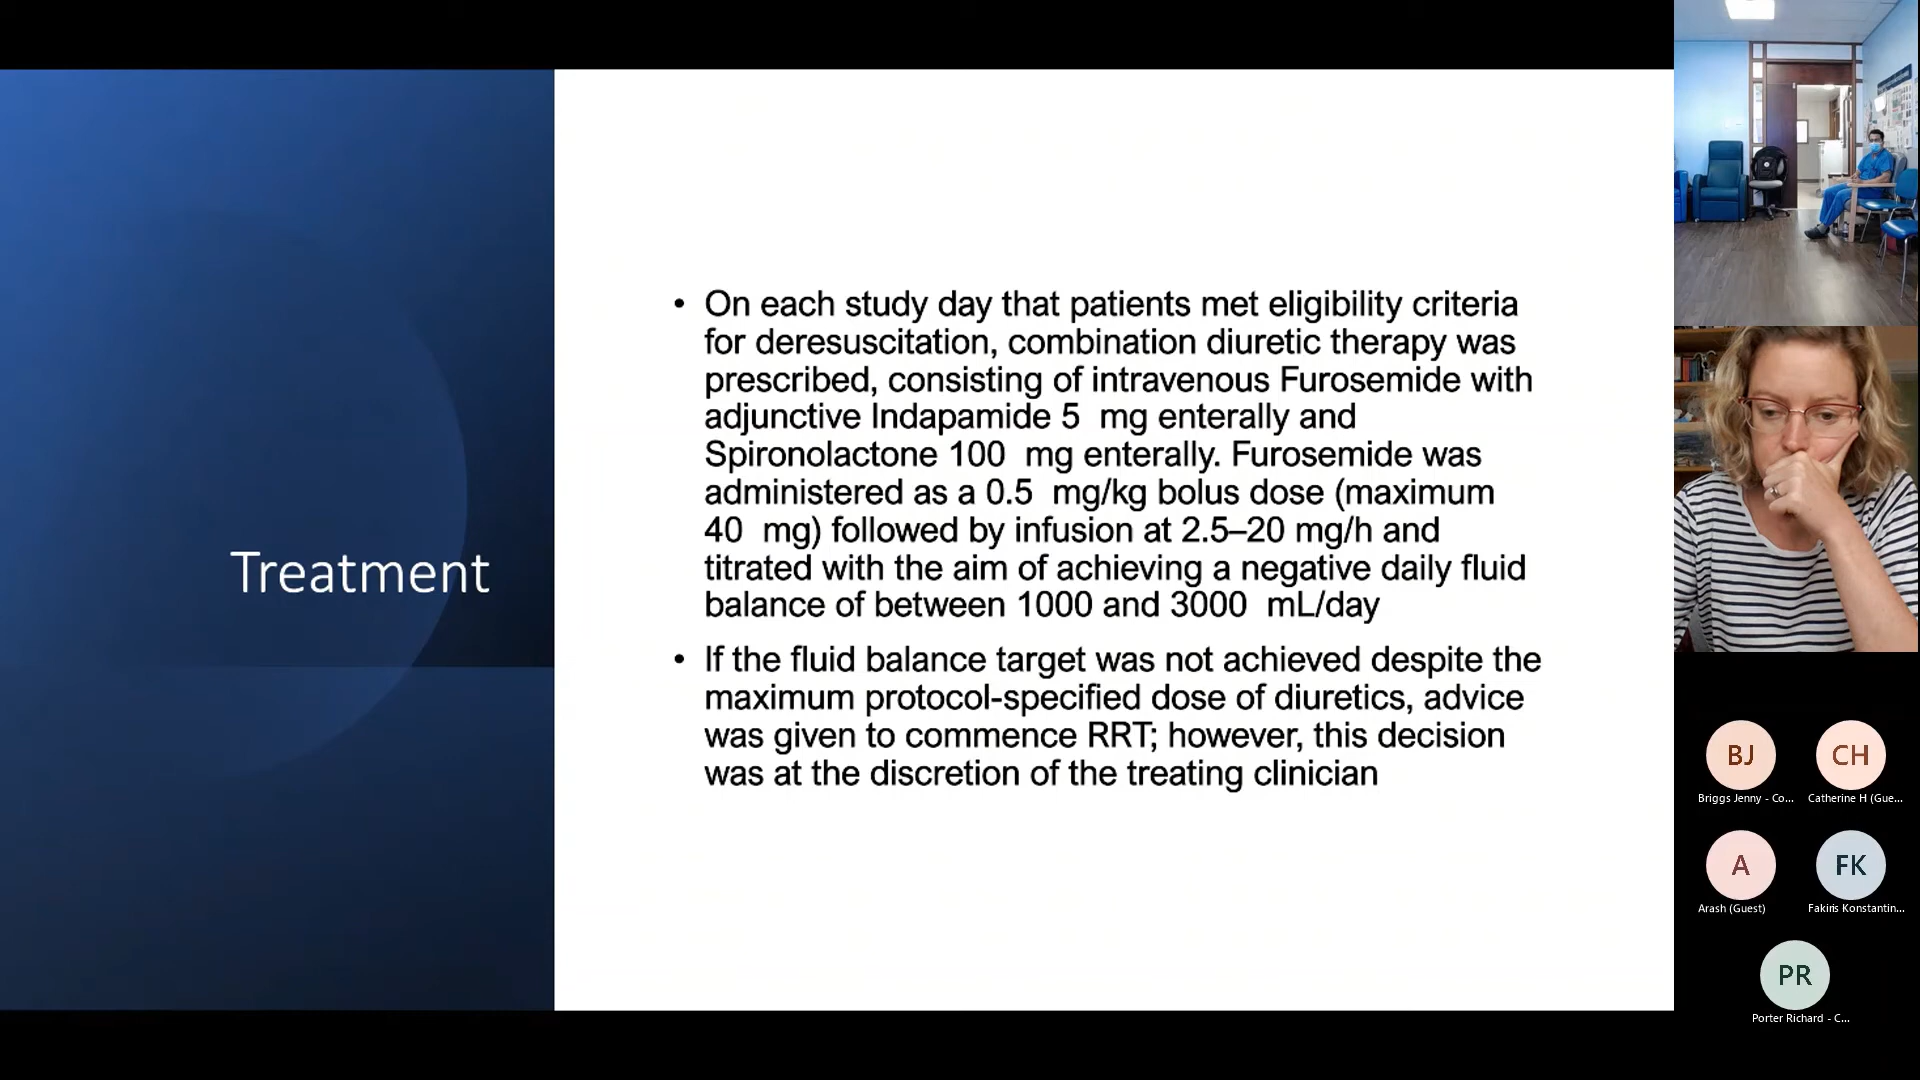 Treatment
• On each study day that patients met eligibility criteria
for deresuscitation, combination diuretic therapy was
prescribed, consisting of intravenous Furosemide with
adjunctive Indapamide 5 mg enterally and
Spironolactone 100 mg enterally. Furosemide was
administered as a 0.5 mg/kg bolus dose (maximum
40 mg) followed by infusion at 2.5–20 mg/h and
titrated with the aim of achieving a negative daily fluid
balance of between 1000 and 3000 mL/day
• If the fluid balance target was not achieved despite the
maximum protocol-specified dose of diuretics, advice
was given to commence RRT; however, this decision
was at the discretion of the treating clinician
BJ
Briggs Jenny - Co...
CH
Catherine H (Gue...
A
Arash (Guest)
FK
Fakiris Konstantin...
PR
Porter Richard - C...